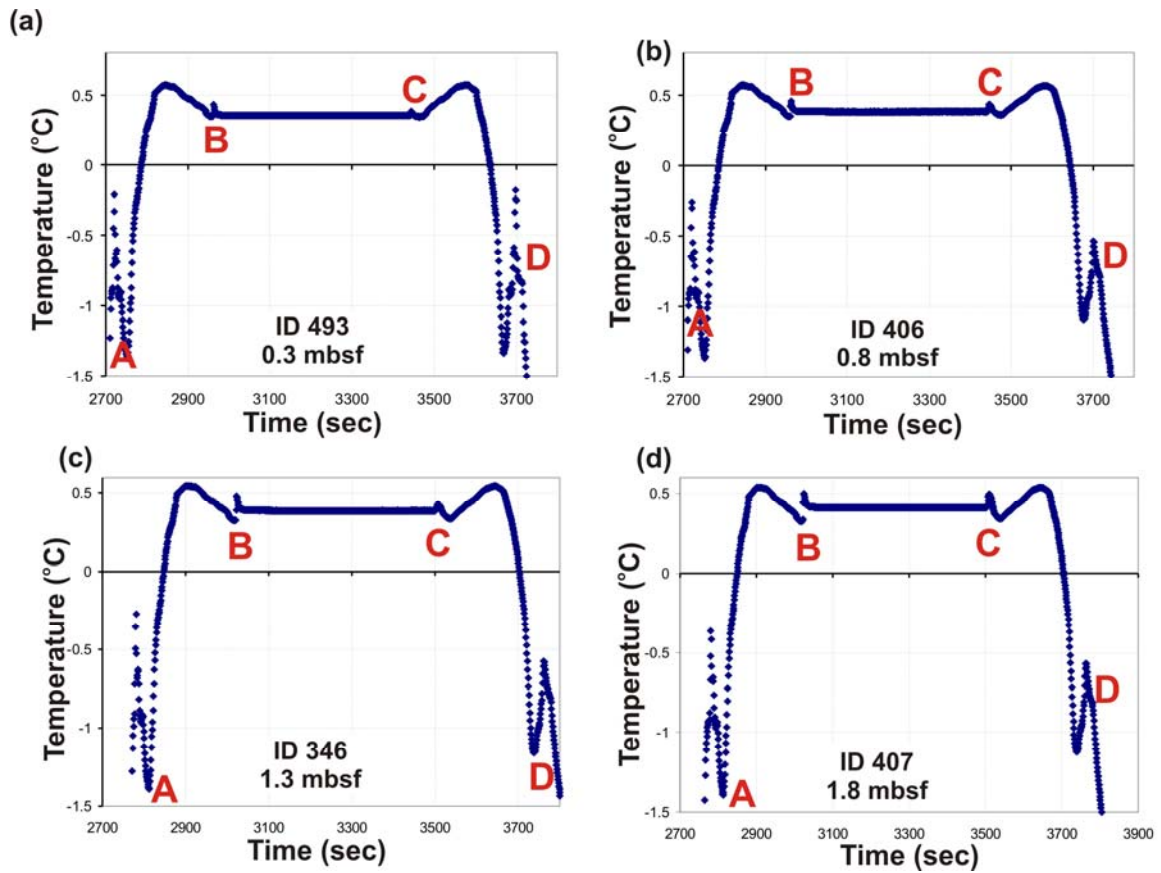 (a)
Temperature (°C)
0.5
0
-0.5
-1
-1.5
A
B
C
D
ID 493
0.3 mbsf
2700 2900 3100 3300 3500 3700
Time (sec)
(b)
Temperature (°C)
0.5
0
-0.5
-1
-1.5
A
B
C
D
ID 406
0.8 mbsf
2700 2900 3100 3300 3500 3700
Time (sec)
(c)
Temperature (°C)
0.5
0
-0.5
-1
-1.5
A
B
C
D
ID 346
1.3 mbsf
2700 2900 3100 3300 3500 3700
Time (sec)
(d)
Temperature (°C)
0.5
0
-0.5
-1
-1.5
A
B
C
D
ID 407
1.8 mbsf
2700 2900 3100 3300 3500 3700 3900
Time (sec)